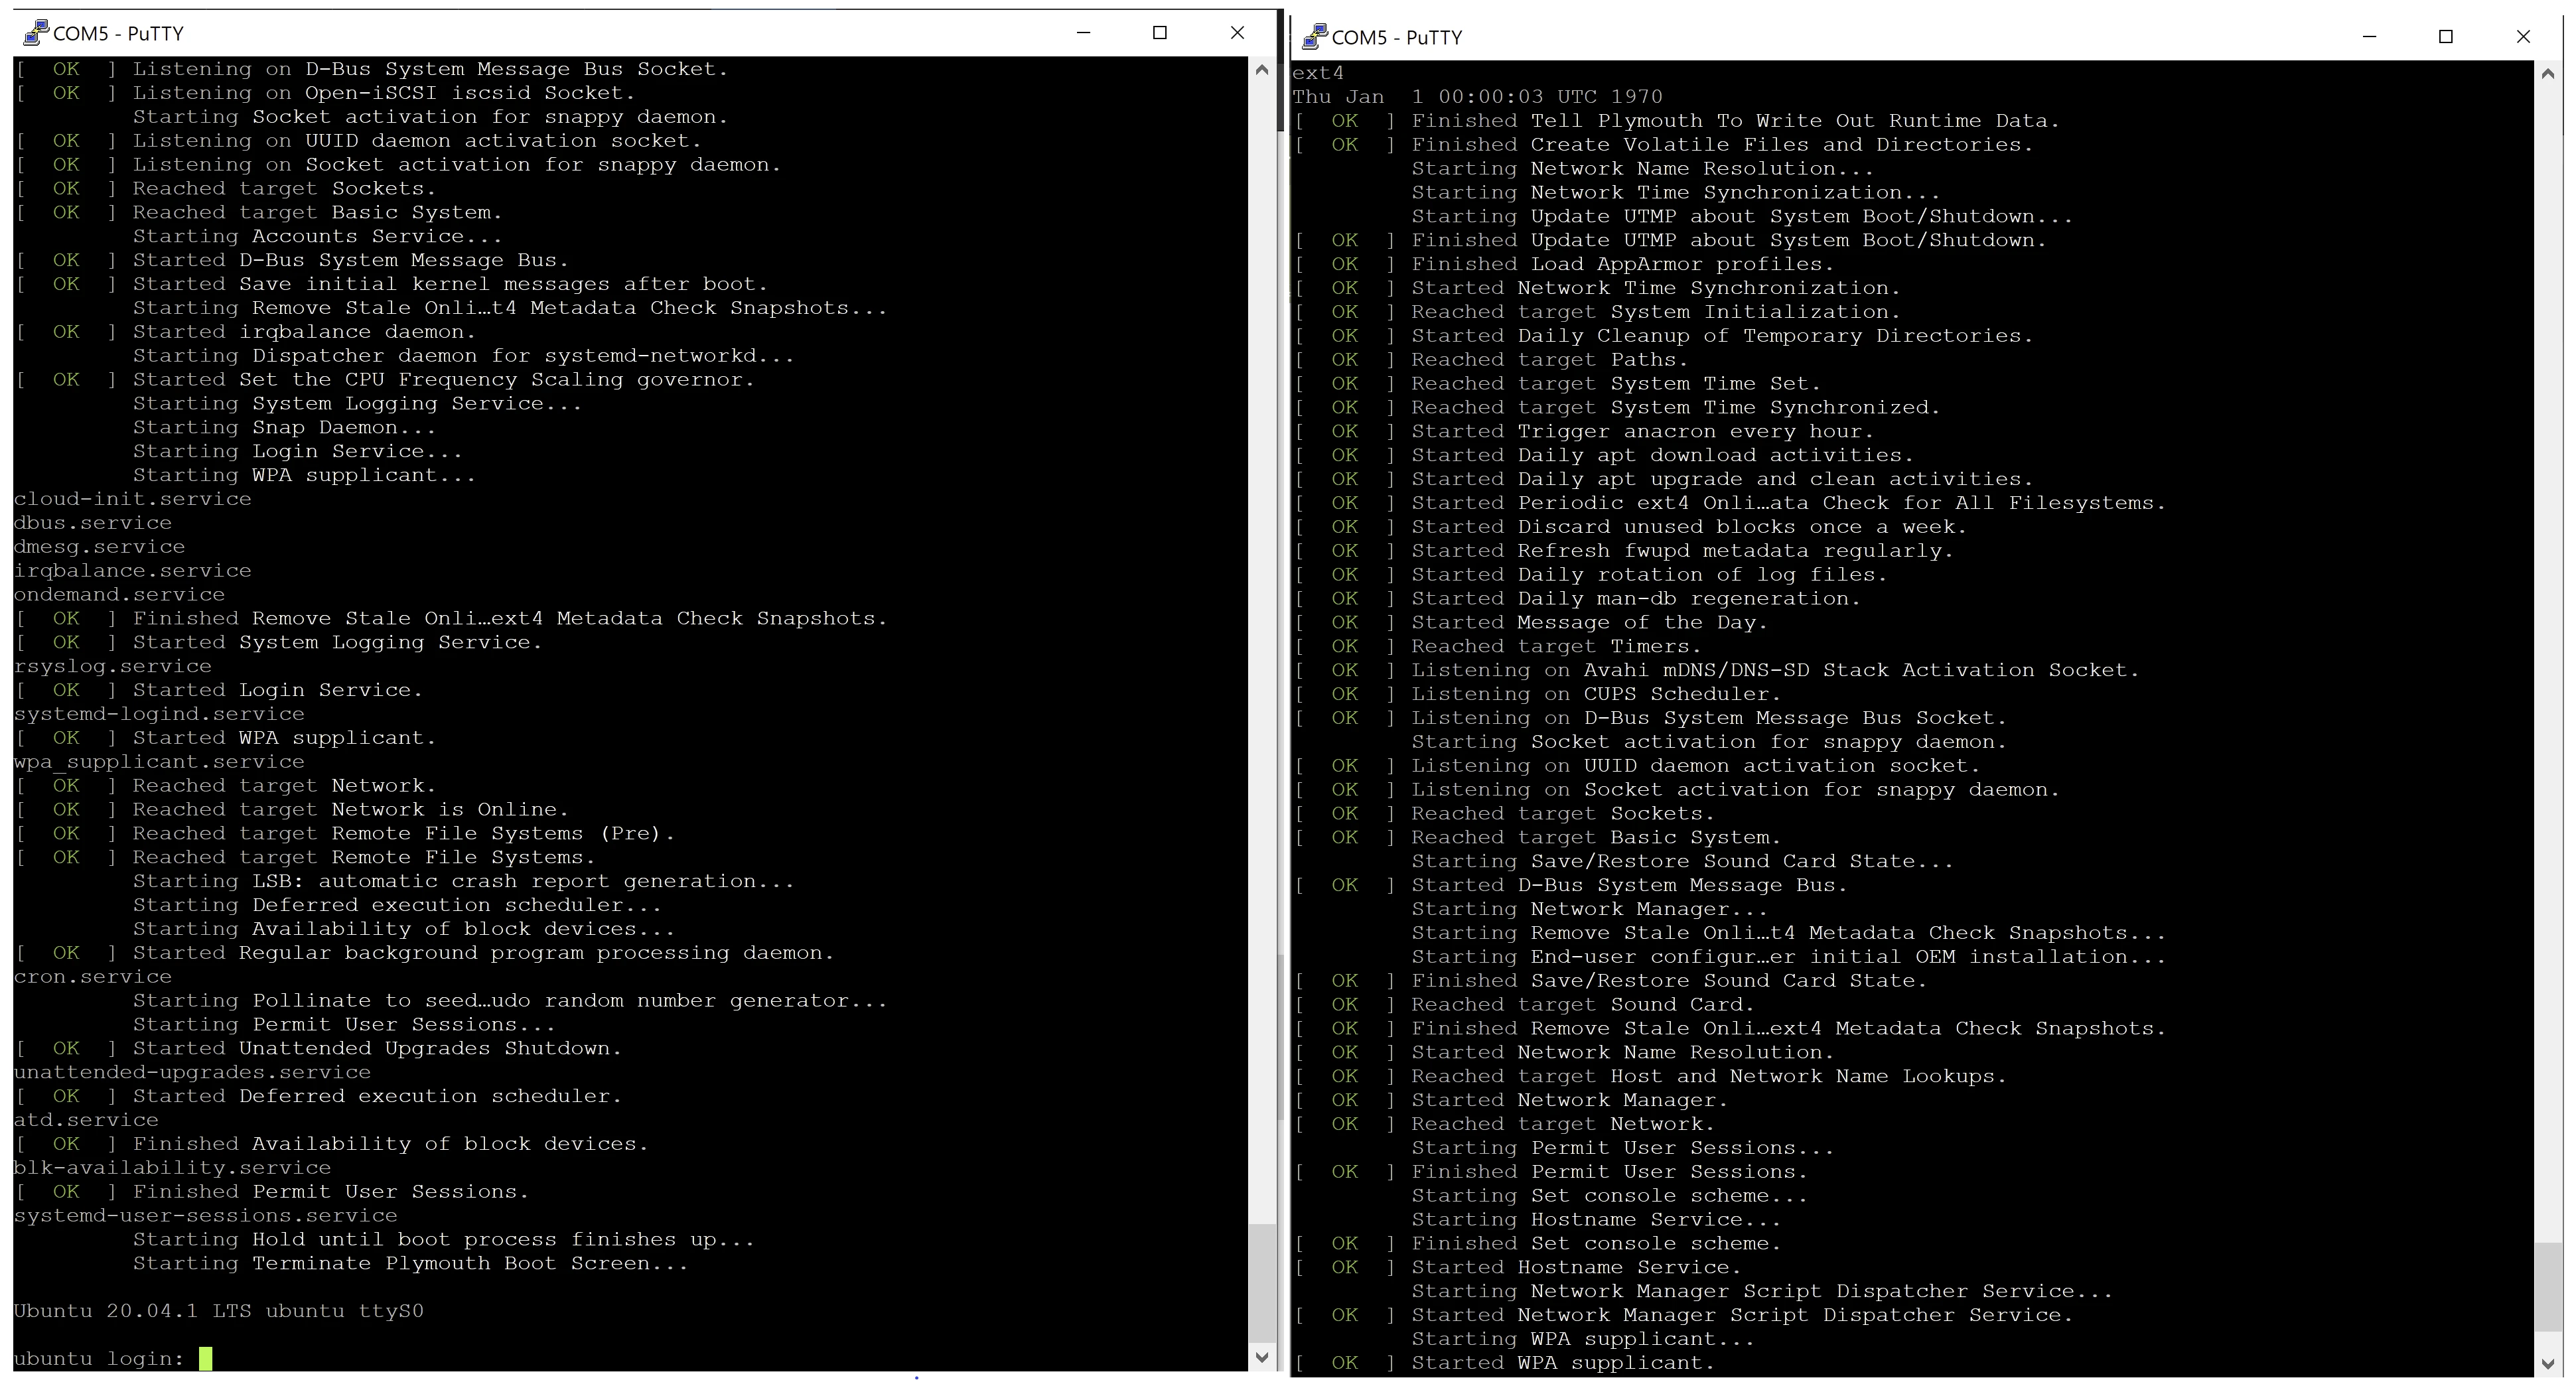 COM5 - PuTTY
[  OK  ] Listening on D-Bus System Message Bus Socket.
[  OK  ] Listening on Open-iSCSI iscsid Socket.
         Starting Socket activation for snappy daemon.
[  OK  ] Listening on UUID daemon activation socket.
[  OK  ] Listening on Socket activation for snappy daemon.
[  OK  ] Reached target Sockets.
[  OK  ] Reached target Basic System.
         Starting Accounts Service...
[  OK  ] Started D-Bus System Message Bus.
[  OK  ] Started Save initial kernel messages after boot.
         Starting Remove Stale Onli…t4 Metadata Check Snapshots...
[  OK  ] Started irqbalance daemon.
         Starting Dispatcher daemon for systemd-networkd...
[  OK  ] Started Set the CPU Frequency Scaling governor.
         Starting System Logging Service...
         Starting Snap Daemon...
         Starting Login Service...
         Starting WPA supplicant...
cloud-init.service
dbus.service
dmesg.service
irqbalance.service
ondemand.service
[  OK  ] Finished Remove Stale Onli…ext4 Metadata Check Snapshots.
[  OK  ] Started System Logging Service.
rsyslog.service
[  OK  ] Started Login Service.
systemd-logind.service
[  OK  ] Started WPA supplicant.
wpa_supplicant.service
[  OK  ] Reached target Network.
[  OK  ] Reached target Network is Online.
[  OK  ] Reached target Remote File Systems (Pre).
[  OK  ] Reached target Remote File Systems.
         Starting LSB: automatic crash report generation...
         Starting Deferred execution scheduler...
         Starting Availability of block devices...
[  OK  ] Started Regular background program processing daemon.
cron.service
         Starting Pollinate to seed…udo random number generator...
         Starting Permit User Sessions...
[  OK  ] Started Unattended Upgrades Shutdown.
unattended-upgrades.service
[  OK  ] Started Deferred execution scheduler.
atd.service
[  OK  ] Finished Availability of block devices.
blk-availability.service
[  OK  ] Finished Permit User Sessions.
systemd-user-sessions.service
         Starting Hold until boot process finishes up...
         Starting Terminate Plymouth Boot Screen...
Ubuntu 20.04.1 LTS ubuntu ttyS0
ubuntu login:
COM5 - PuTTY
ext4
Thu Jan  1 00:00:03 UTC 1970
[  OK  ] Finished Tell Plymouth To Write Out Runtime Data.
[  OK  ] Finished Create Volatile Files and Directories.
         Starting Network Name Resolution...
         Starting Network Time Synchronization...
         Starting Update UTMP about System Boot/Shutdown...
[  OK  ] Finished Update UTMP about System Boot/Shutdown.
[  OK  ] Finished Load AppArmor profiles.
[  OK  ] Started Network Time Synchronization.
[  OK  ] Reached target System Initialization.
[  OK  ] Started Daily Cleanup of Temporary Directories.
[  OK  ] Reached target Paths.
[  OK  ] Reached target System Time Set.
[  OK  ] Reached target System Time Synchronized.
[  OK  ] Started Trigger anacron every hour.
[  OK  ] Started Daily apt download activities.
[  OK  ] Started Daily apt upgrade and clean activities.
[  OK  ] Started Periodic ext4 Onli…ata Check for All Filesystems.
[  OK  ] Started Discard unused blocks once a week.
[  OK  ] Started Refresh fwupd metadata regularly.
[  OK  ] Started Daily rotation of log files.
[  OK  ] Started Daily man-db regeneration.
[  OK  ] Started Message of the Day.
[  OK  ] Reached target Timers.
[  OK  ] Listening on Avahi mDNS/DNS-SD Stack Activation Socket.
[  OK  ] Listening on CUPS Scheduler.
[  OK  ] Listening on D-Bus System Message Bus Socket.
         Starting Socket activation for snappy daemon.
[  OK  ] Listening on UUID daemon activation socket.
[  OK  ] Listening on Socket activation for snappy daemon.
[  OK  ] Reached target Sockets.
[  OK  ] Reached target Basic System.
         Starting Save/Restore Sound Card State...
[  OK  ] Started D-Bus System Message Bus.
         Starting Network Manager...
         Starting Remove Stale Onli…t4 Metadata Check Snapshots...
         Starting End-user configur…er initial OEM installation...
[  OK  ] Finished Save/Restore Sound Card State.
[  OK  ] Reached target Sound Card.
[  OK  ] Finished Remove Stale Onli…ext4 Metadata Check Snapshots.
[  OK  ] Started Network Name Resolution.
[  OK  ] Reached target Host and Network Name Lookups.
[  OK  ] Started Network Manager.
[  OK  ] Reached target Network.
         Starting Permit User Sessions...
[  OK  ] Finished Permit User Sessions.
         Starting Set console scheme...
         Starting Hostname Service...
[  OK  ] Finished Set console scheme.
[  OK  ] Started Hostname Service.
         Starting Network Manager Script Dispatcher Service...
[  OK  ] Started Network Manager Script Dispatcher Service.
         Starting WPA supplicant...
[  OK  ] Started WPA supplicant.